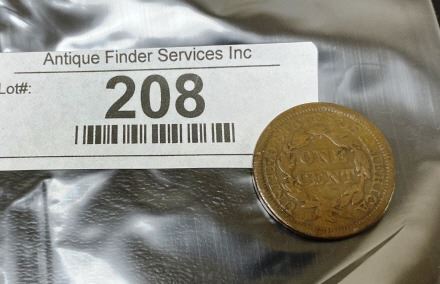 Antique Finder Services Inc
Lot#:
208
ONE
CENT